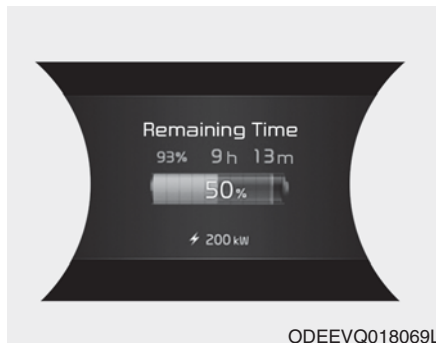 Remaining Time
93% 9h 13m
50%
200 kW
ODEEVQ018069L